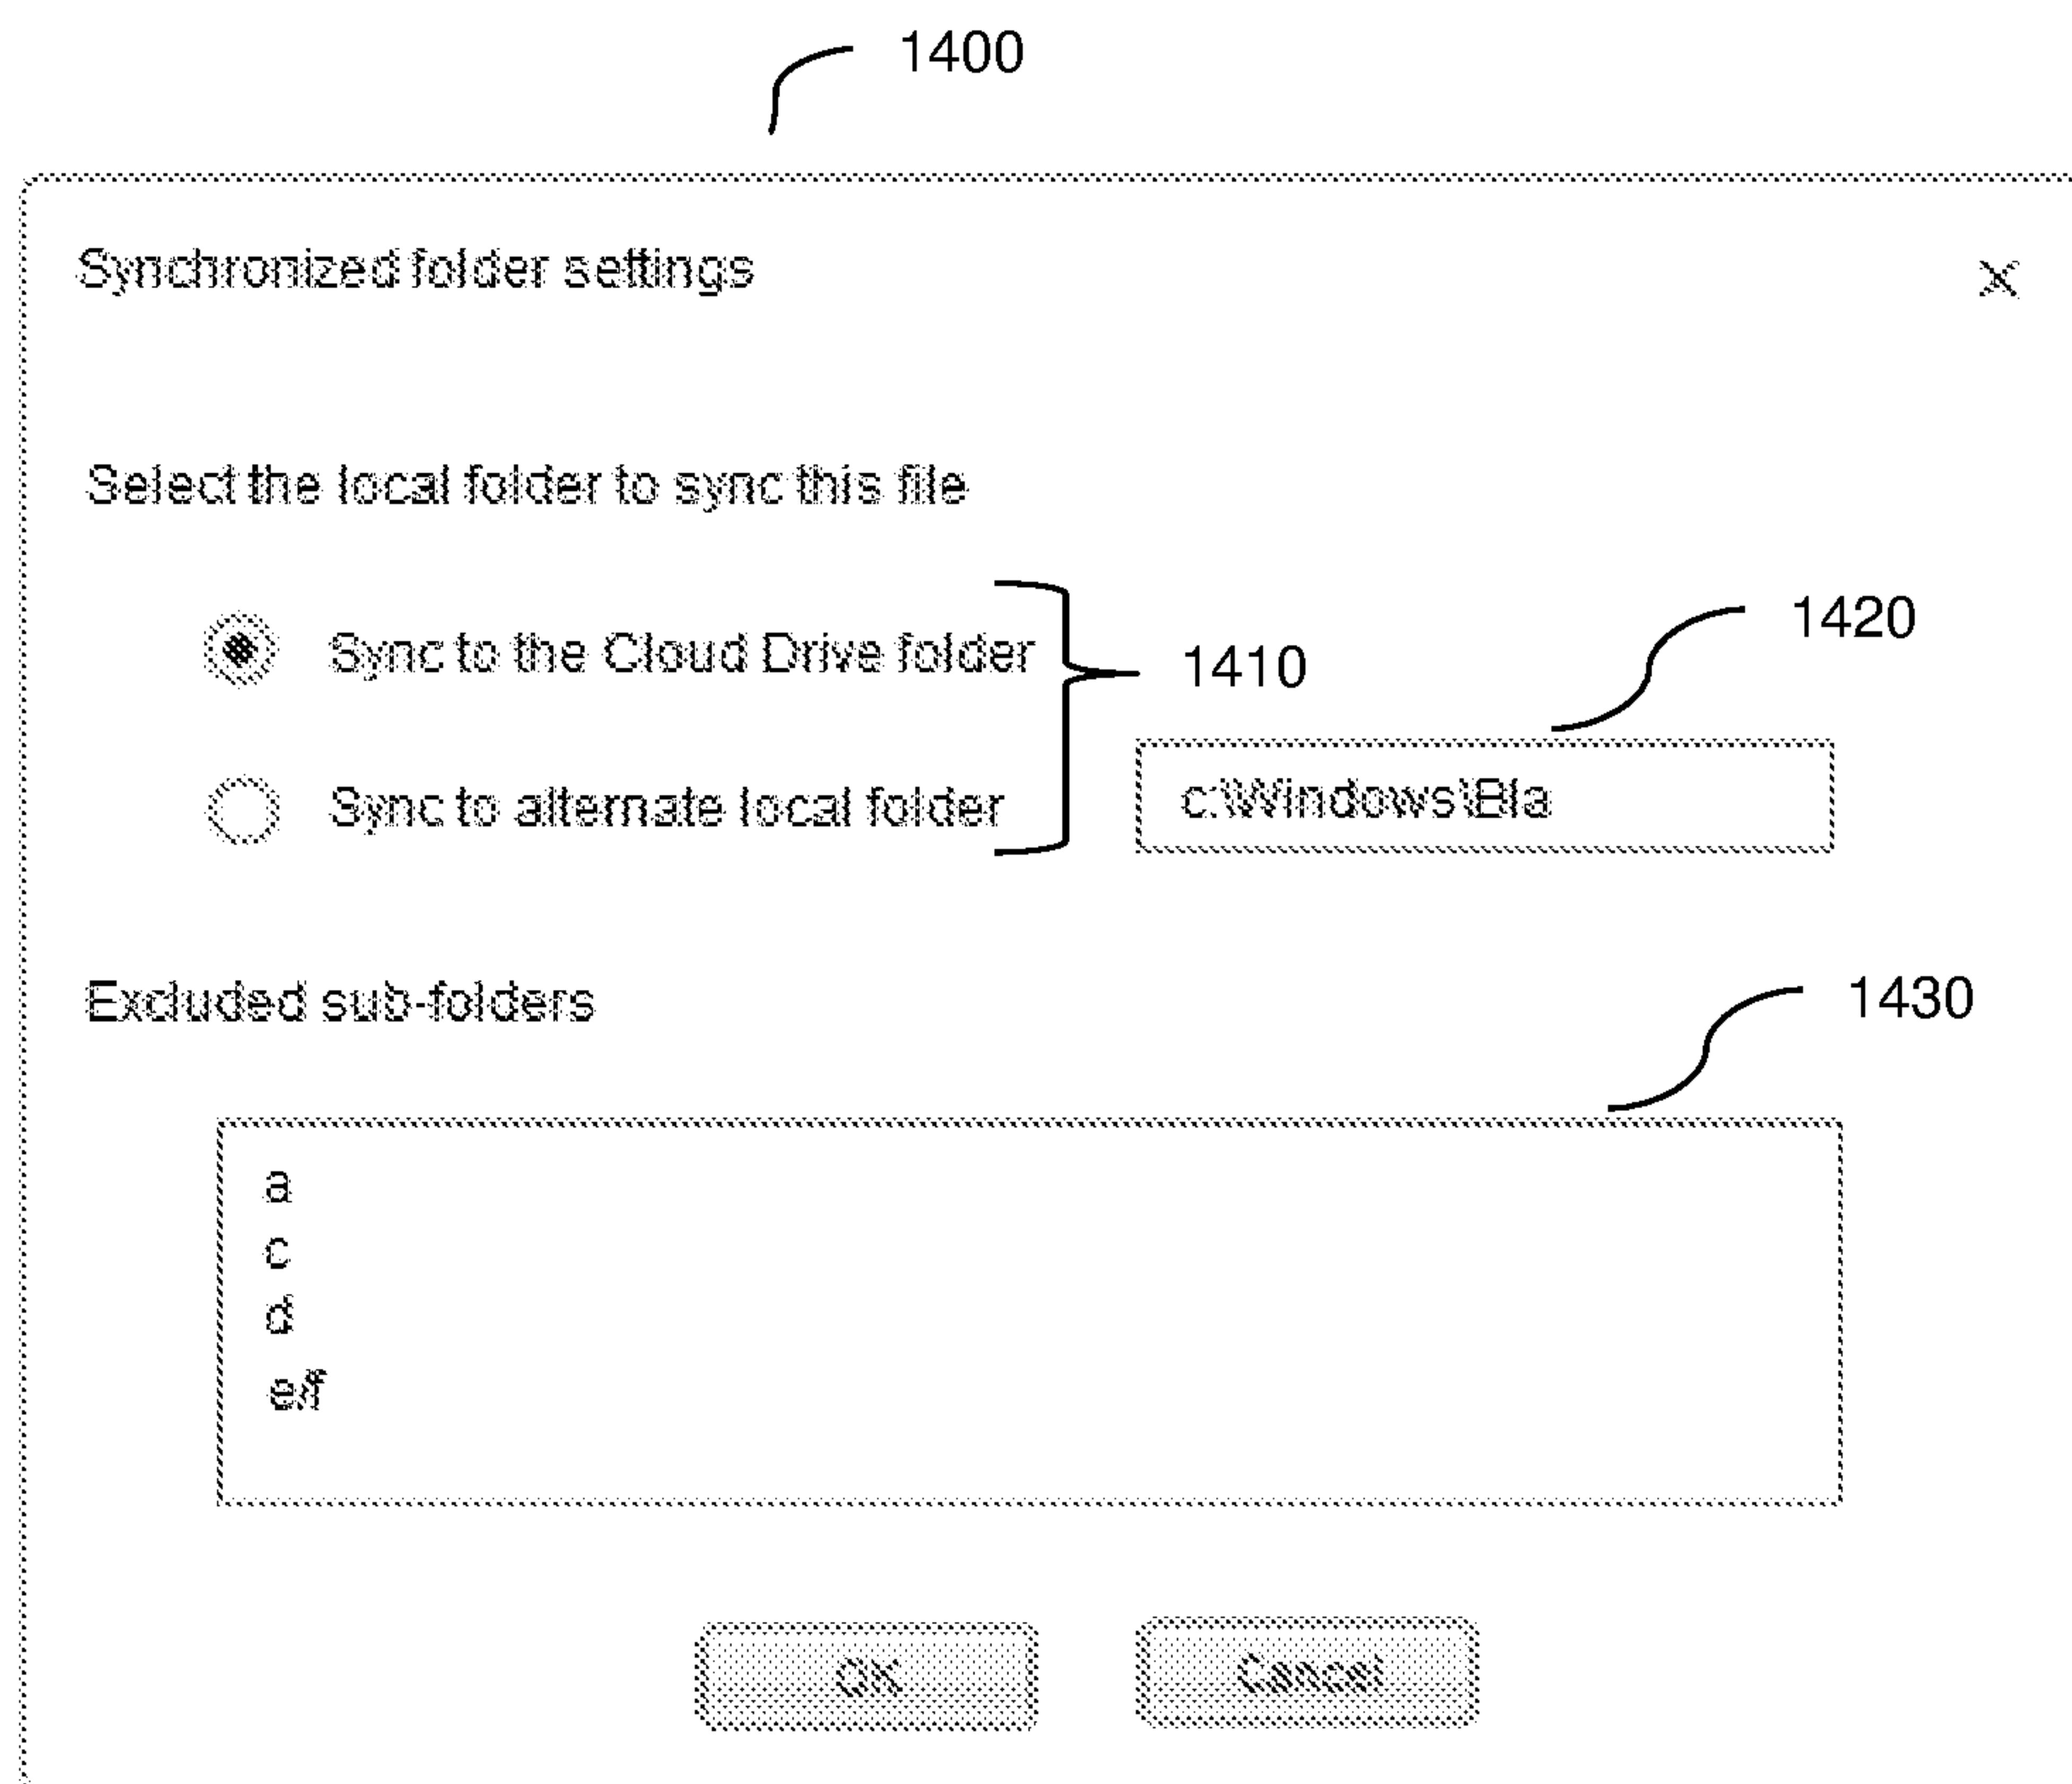 1400
Synchronized folder settings X
Select the local folder to sync this file
Sync to the Cloud Drive folder
1410
1420
Sync to alternate local folder
c:\Windows\Bla
Excluded sub-folders
1430
a
c
d
e/f
OK Cancel